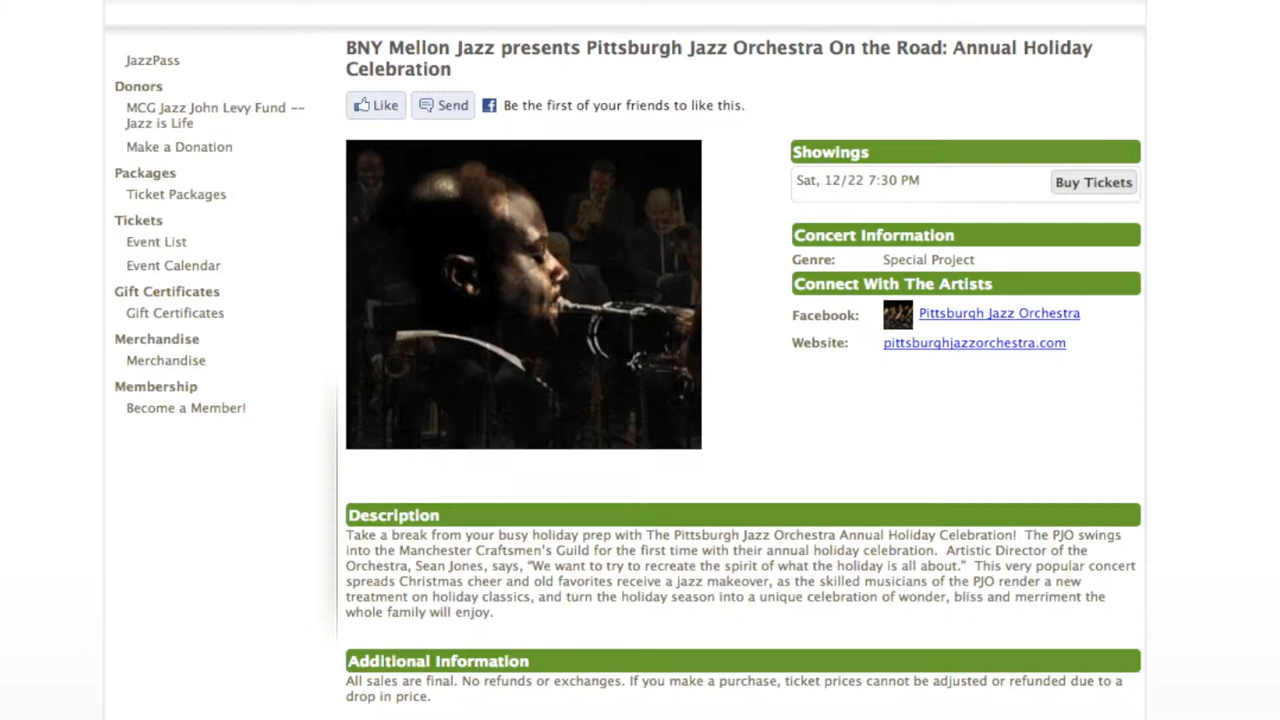 JazzPass
Donors
MCG Jazz John Levy Fund --
Jazz is Life
Make a Donation
Packages
Ticket Packages
Tickets
Event List
Event Calendar
Gift Certificates
Gift Certificates
Merchandise
Merchandise
Membership
Become a Member!
BNY Mellon Jazz presents Pittsburgh Jazz Orchestra On the Road: Annual Holiday
Celebration
Like Send Be the first of your friends to like this.
Showings
Sat, 12/22 7:30 PM Buy Tickets
Concert Information
Genre: Special Project
Connect With The Artists
Facebook: Pittsburgh Jazz Orchestra
Website: pittsburghjazzorchestra.com
Description
Take a break from your busy holiday prep with The Pittsburgh Jazz Orchestra Annual Holiday Celebration! The PJO swings
into the Manchester Craftsmen's Guild for the first time with their annual holiday celebration. Artistic Director of the
Orchestra, Sean Jones, says, "We want to try to recreate the spirit of what the holiday is all about." This very popular concert
spreads Christmas cheer and old favorites receive a jazz makeover, as the skilled musicians of the PJO render a new
treatment on holiday classics, and turn the holiday season into a unique celebration of wonder, bliss and merriment the
whole family will enjoy.
Additional Information
All sales are final. No refunds or exchanges. If you make a purchase, ticket prices cannot be adjusted or refunded due to a
drop in price.